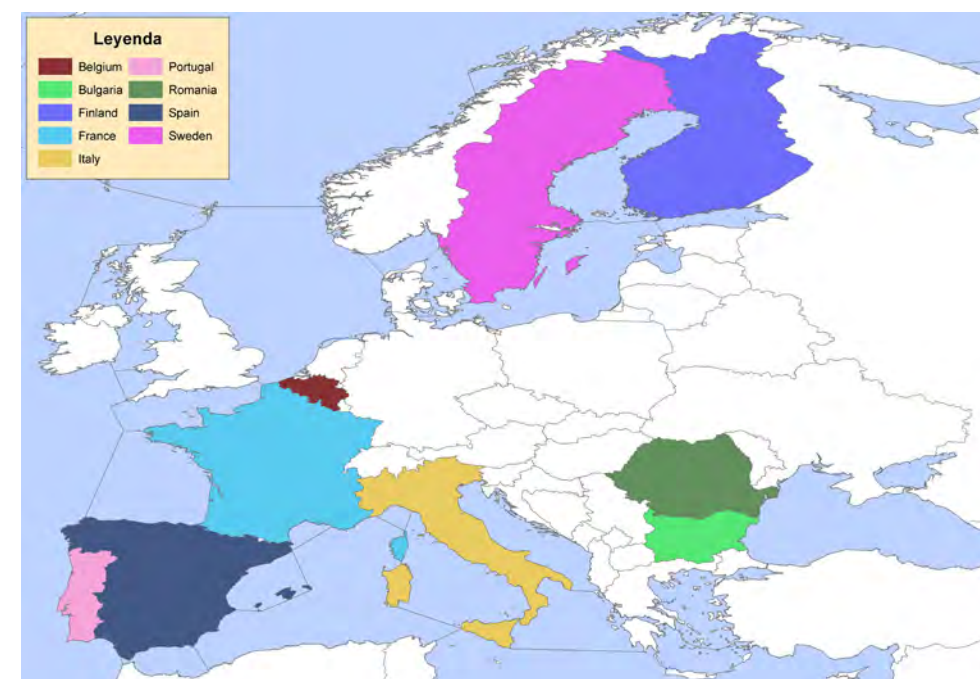 Leyenda
Belgium
Bulgaria
Finland
France
Italy
Portugal
Romania
Spain
Sweden